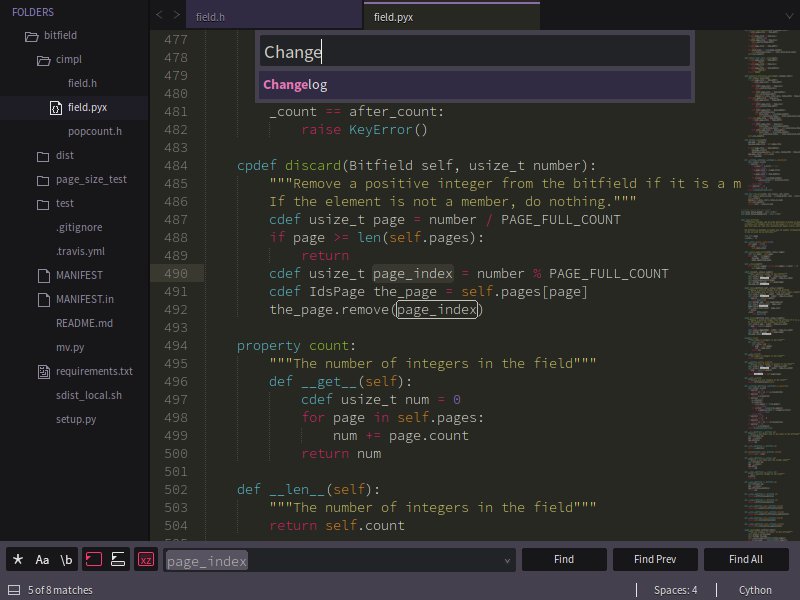 FOLDERS
bitfield
cimpl
field.h
field.pyx
popcount.h
dist
page_size_test
test
.gitignore
.travis.yml
MANIFEST
MANIFEST.in
README.md
mv.py
requirements.txt
sdist_local.sh
setup.py
field.h
field.pyx
Change
Changelog
477
478
479
480
481 _count == after_count:
482 raise KeyError()
483
484 cpdef discard(Bitfield self, usize_t number):
485 """Remove a positive integer from the bitfield if it is a m
486 If the element is not a member, do nothing."""
487 cdef usize_t page = number / PAGE_FULL_COUNT
488 if page >= len(self.pages):
489 return
490 cdef usize_t page_index = number % PAGE_FULL_COUNT
491 cdef IdsPage the_page = self.pages[page]
492 the_page.remove(page_index)
493
494 property count:
495 """The number of integers in the field"""
496 def __get__(self):
497 cdef usize_t num = 0
498 for page in self.pages:
499 num += page.count
500 return num
501
502 def __len__(self):
503 """The number of integers in the field"""
504 return self.count
* Aa \b
page_index
Find
Find Prev
Find All
5 of 8 matches
Spaces: 4
Cython